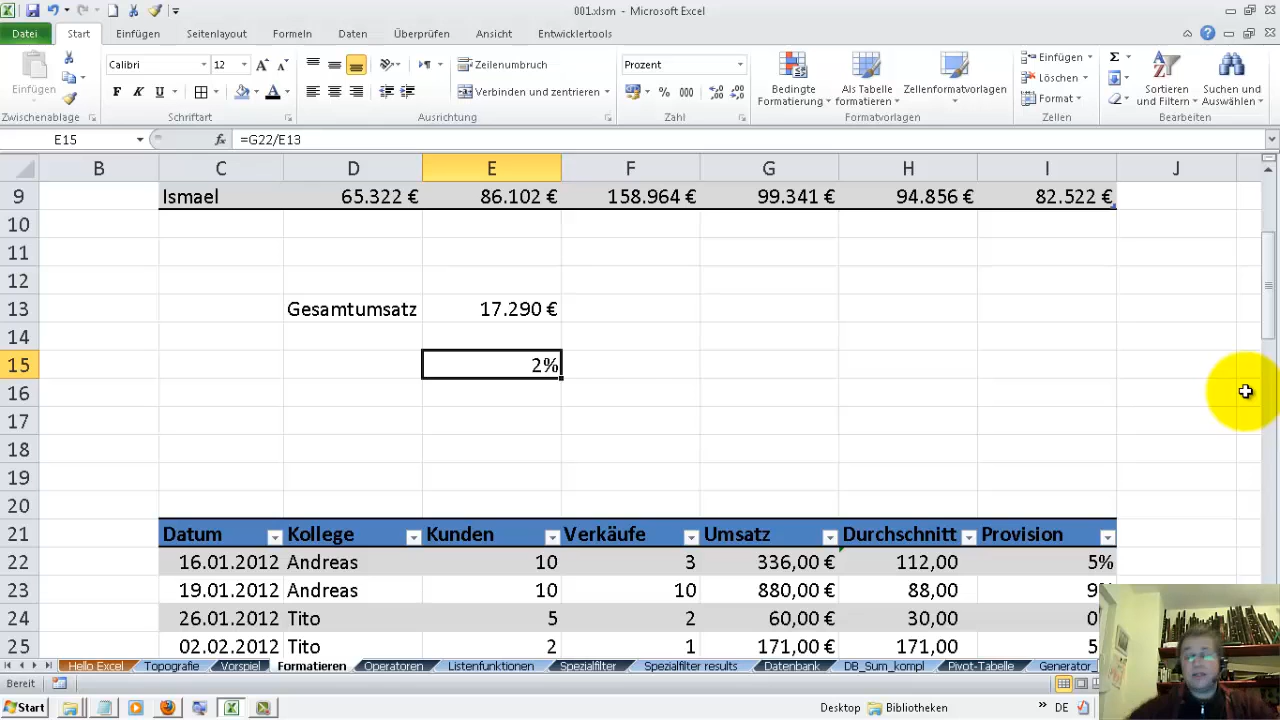 001.xlsm - Microsoft Excel
Datei Start Einfügen Seitenlayout Formeln Daten Überprüfen Ansicht Entwicklertools
Calibri 12 Zeilenumbruch Prozent Einfügen Σ
Einfügen Bedingte Formatierung Als Tabelle formatieren Zellenformatvorlagen Löschen Sortieren und Filtern Suchen und Auswählen
F K U Verbinden und zentrieren % 000 Format
Zwischenablage Schriftart Ausrichtung Zahl Formatvorlagen Zellen Bearbeiten
E15 fx =G22/E13
B C D E F G H I J
9 Ismael 65.322 € 86.102 € 158.964 € 99.341 € 94.856 € 82.522 €
10
11
12
13 Gesamtumsatz 17.290 €
14
15 2%
16
17
18
19
20
21 Datum Kollege Kunden Verkäufe Umsatz Durchschnitt Provision
22 16.01.2012 Andreas 10 3 336,00 € 112,00 5%
23 19.01.2012 Andreas 10 10 880,00 € 88,00 9
24 26.01.2012 Tito 5 2 60,00 € 30,00 0
25 02.02.2012 Tito 2 1 171,00 € 171,00 5
Hello Excel Topografie Vorspiel Formatieren Operatoren Listenfunktionen Spezialfilter Spezialfilter results Datenbank DB_Sum_kompl Pivot-Tabelle Generator_
Bereit
Start Desktop Bibliotheken DE